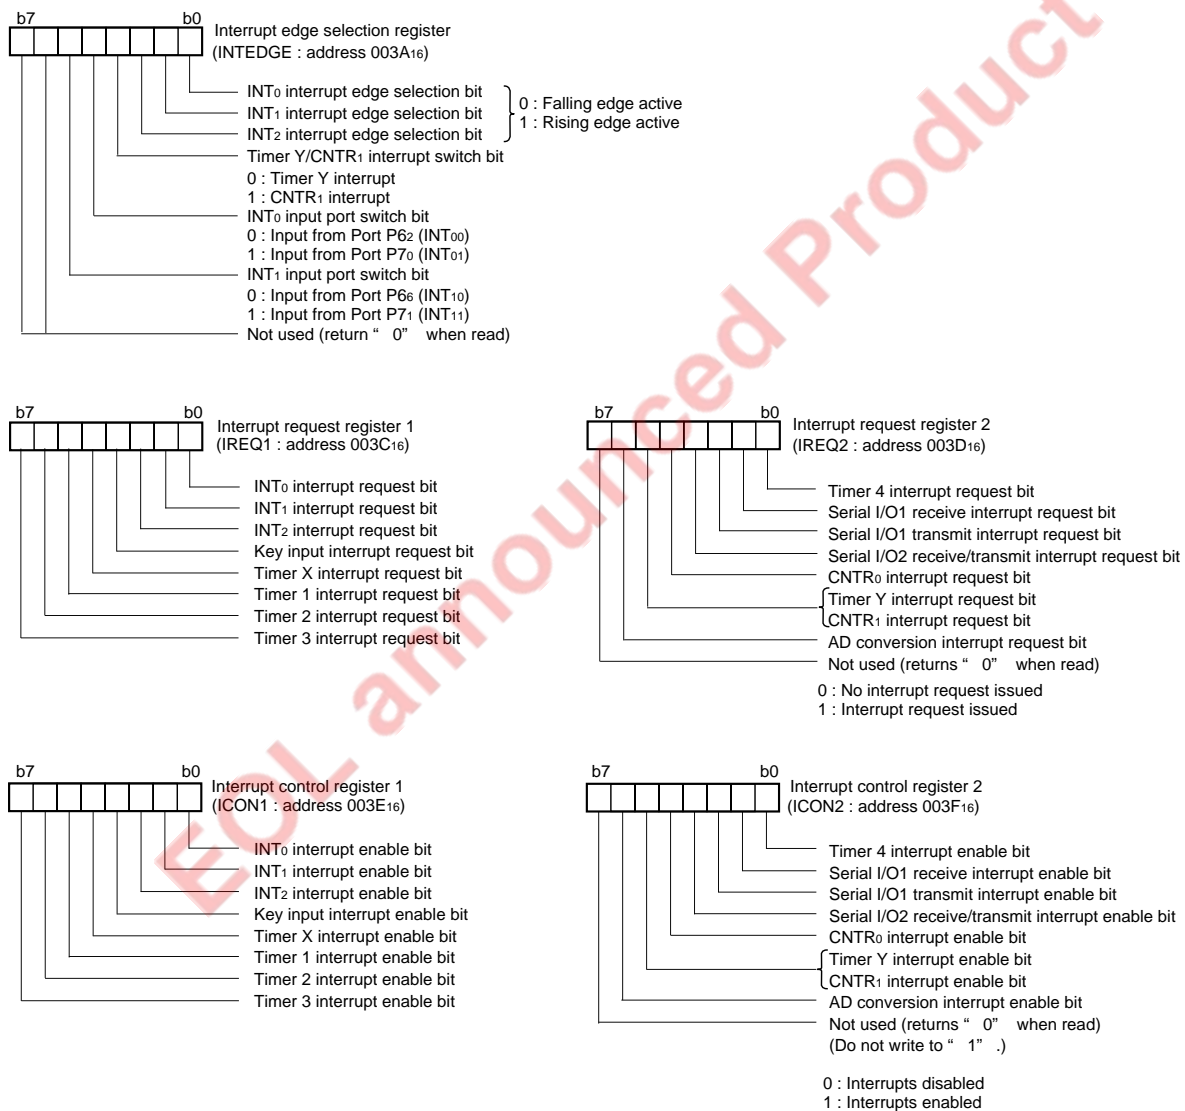 b7 b0
Interrupt edge selection register
(INTEDGE : address 003A16)
INT0 interrupt edge selection bit
INT1 interrupt edge selection bit
INT2 interrupt edge selection bit
0 : Falling edge active
1 : Rising edge active
Timer Y/CNTR1 interrupt switch bit
0 : Timer Y interrupt
1 : CNTR1 interrupt
INT0 input port switch bit
0 : Input from Port P62 (INT00)
1 : Input from Port P70 (INT01)
INT1 input port switch bit
0 : Input from Port P66 (INT10)
1 : Input from Port P71 (INT11)
Not used (return “ 0” when read)
b7 b0
Interrupt request register 1
(IREQ1 : address 003C16)
INT0 interrupt request bit
INT1 interrupt request bit
INT2 interrupt request bit
Key input interrupt request bit
Timer X interrupt request bit
Timer 1 interrupt request bit
Timer 2 interrupt request bit
Timer 3 interrupt request bit
b7 b0
Interrupt request register 2
(IREQ2 : address 003D16)
Timer 4 interrupt request bit
Serial I/O1 receive interrupt request bit
Serial I/O1 transmit interrupt request bit
Serial I/O2 receive/transmit interrupt request bit
CNTR0 interrupt request bit
Timer Y interrupt request bit
CNTR1 interrupt request bit
AD conversion interrupt request bit
Not used (returns “ 0” when read)
0 : No interrupt request issued
1 : Interrupt request issued
b7 b0
Interrupt control register 1
(ICON1 : address 003E16)
INT0 interrupt enable bit
INT1 interrupt enable bit
INT2 interrupt enable bit
Key input interrupt enable bit
Timer X interrupt enable bit
Timer 1 interrupt enable bit
Timer 2 interrupt enable bit
Timer 3 interrupt enable bit
b7 b0
Interrupt control register 2
(ICON2 : address 003F16)
Timer 4 interrupt enable bit
Serial I/O1 receive interrupt enable bit
Serial I/O1 transmit interrupt enable bit
Serial I/O2 receive/transmit interrupt enable bit
CNTR0 interrupt enable bit
Timer Y interrupt enable bit
CNTR1 interrupt enable bit
AD conversion interrupt enable bit
Not used (returns “ 0” when read)
(Do not write to “ 1” .)
0 : Interrupts disabled
1 : Interrupts enabled
EOL announced Product